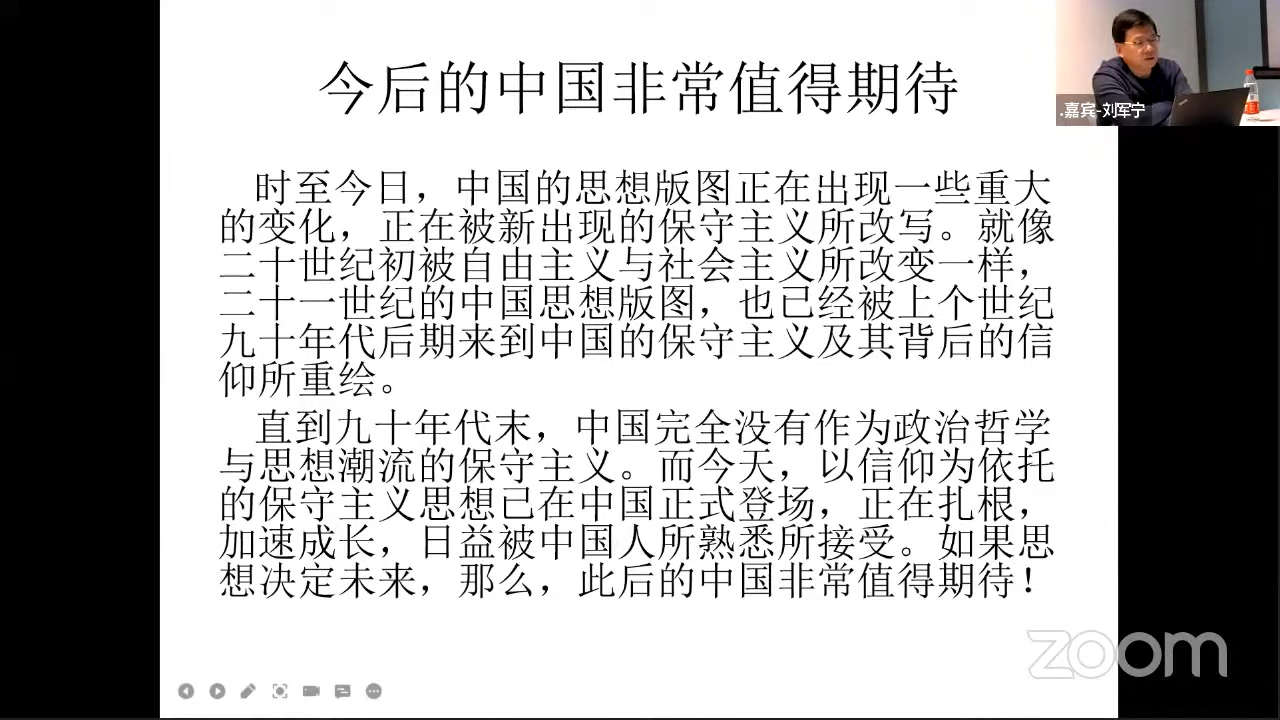 今后的中国非常值得期待
时至今日，中国的思想版图正在出现一些重大
的变化，正在被新出现的保守主义所改写。就像
二十世纪初被自由主义与社会主义所改变一样，
二十一世纪的中国思想版图，也已经被上个世纪
九十年代后期来到中国的保守主义及其背后的信
仰所重绘。
直到九十年代末，中国完全没有作为政治哲学
与思想潮流的保守主义。而今天，以信仰为依托
的保守主义思想已在中国正式登场，正在扎根，
加速成长，日益被中国人所熟悉所接受。如果思
想决定未来，那么，此后的中国非常值得期待！
.嘉宾-刘军宁
zoom